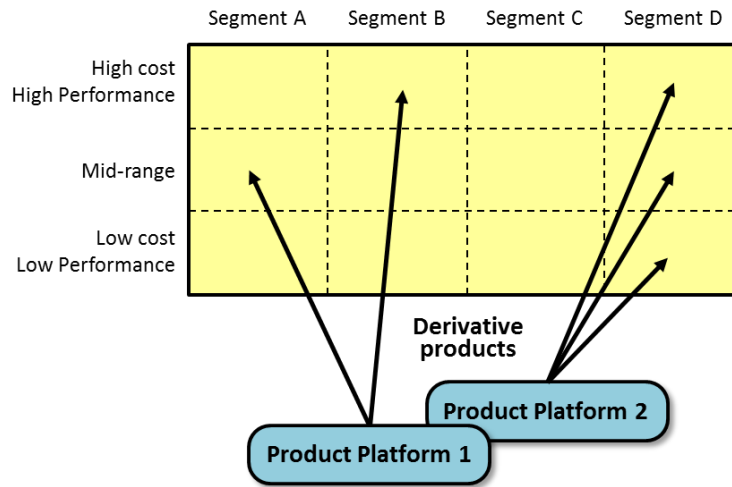 Segment A Segment B Segment C Segment D
High cost
High Performance
Mid-range
Low cost
Low Performance
Derivative
products
Product Platform 2
Product Platform 1